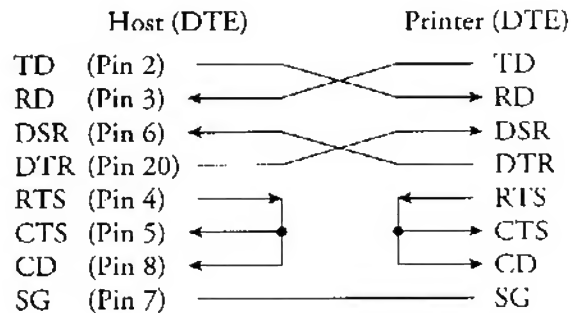 Host (DTE) Printer (DTE)
TD (Pin 2) TD
RD (Pin 3) RD
DSR (Pin 6) DSR
DTR (Pin 20) DTR
RTS (Pin 4) RTS
CTS (Pin 5) CTS
CD (Pin 8) CD
SG (Pin 7) SG